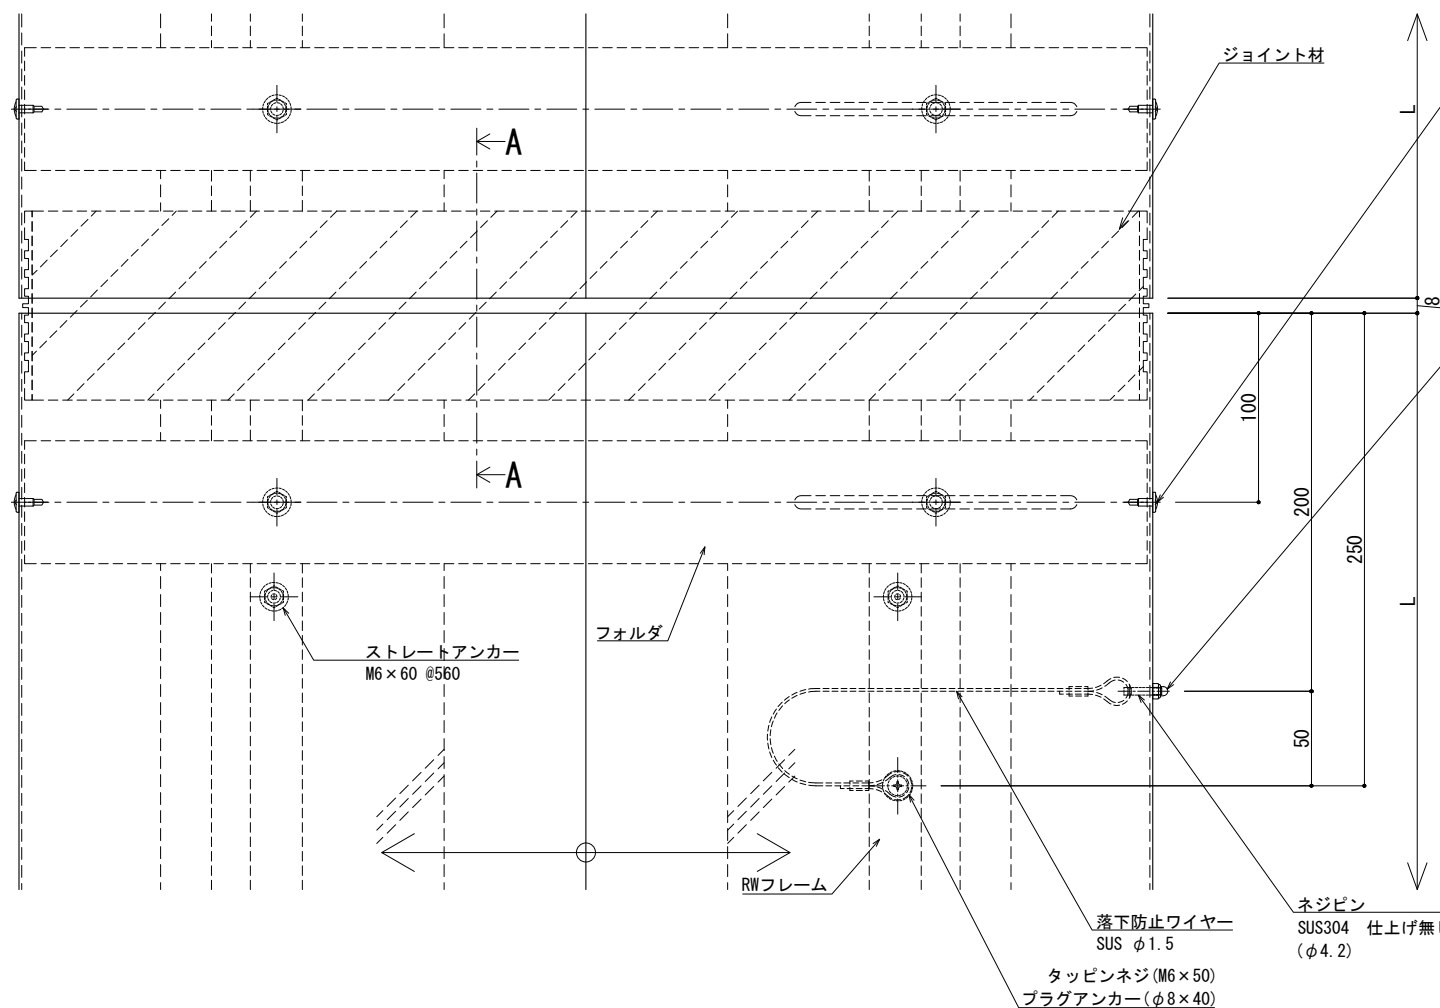 ジョイント材
L
A
8
100
200
250
A
L
フォルダ
ストレートアンカー
M6×60 @560
50
RWフレーム
落下防止ワイヤー
SUS φ1.5
ネジピン
SUS304 仕上げ無し
(φ4.2)
タッピンネジ(M6×50)
プラグアンカー(φ8×40)